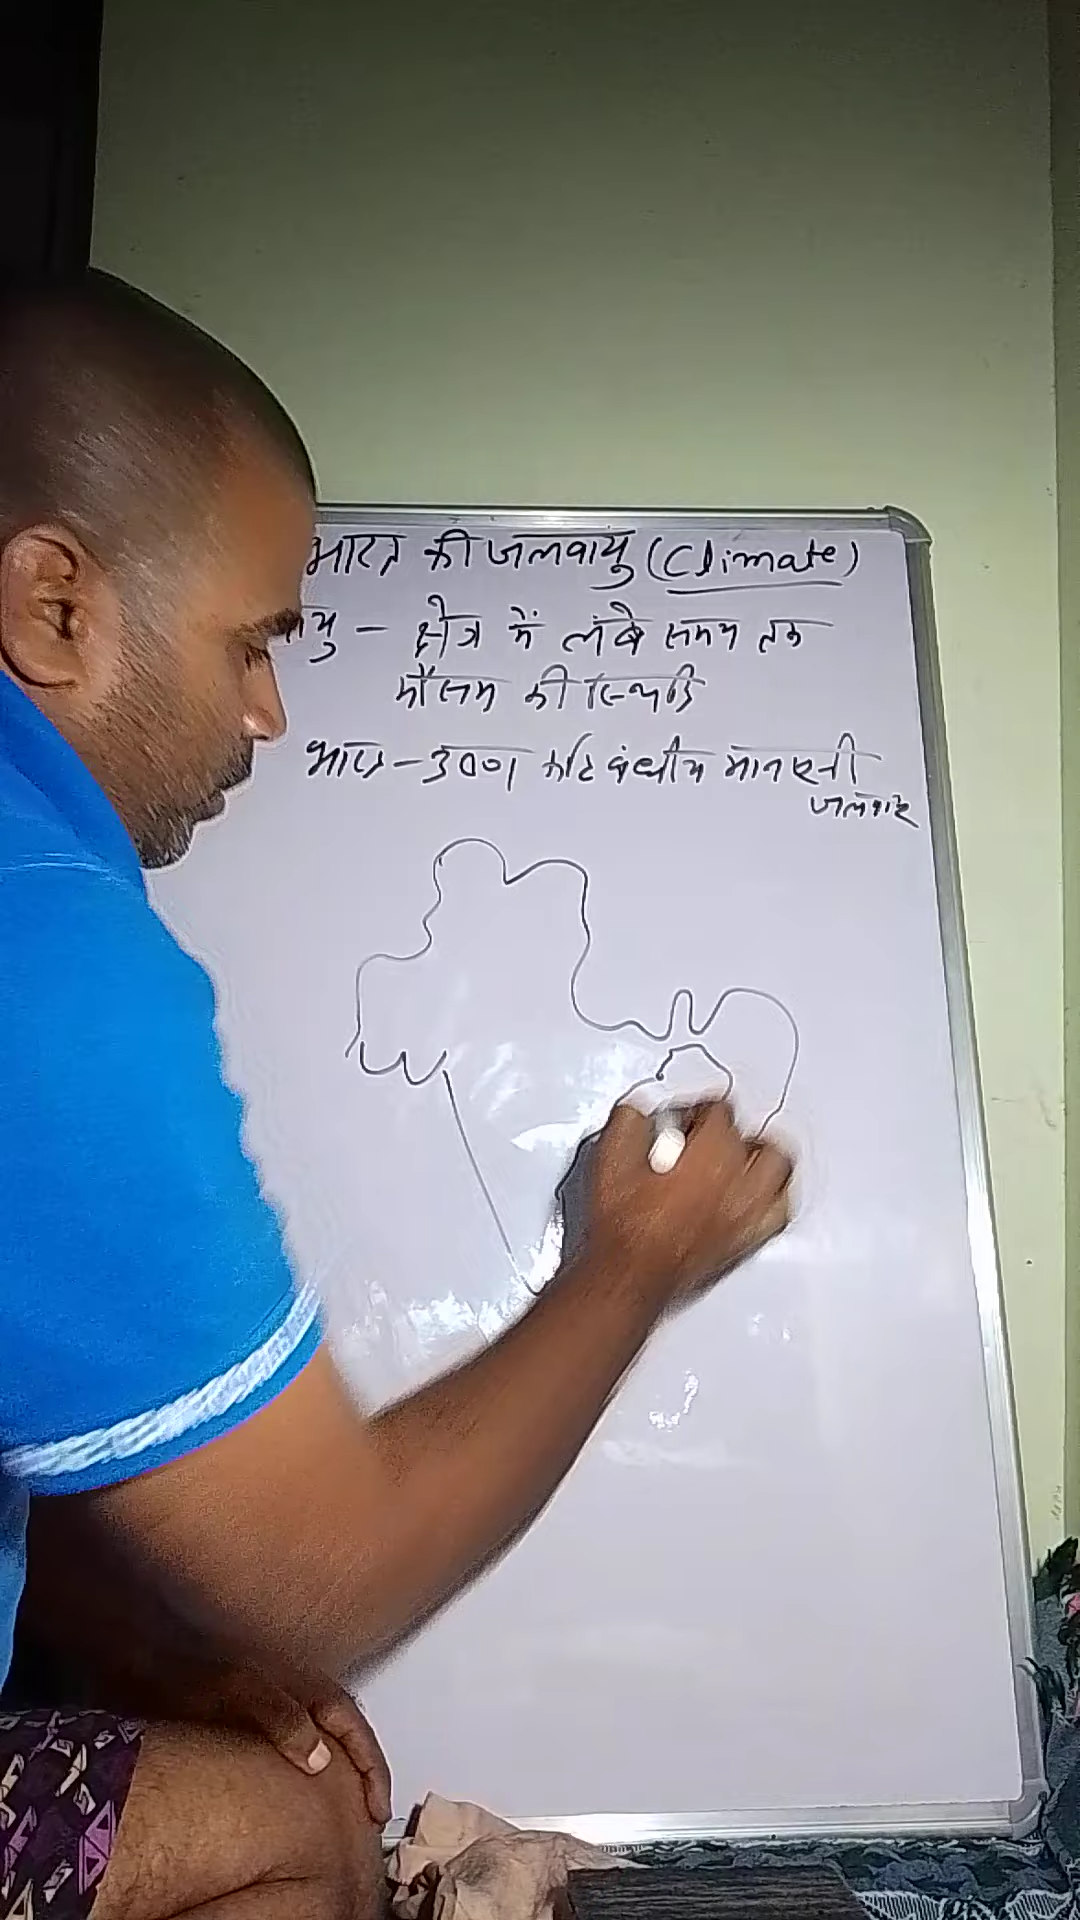 भारत की जलवायु (Climate)
यु - क्षेत्र में लंबे समय तक
मौसम की स्थिति
भारत - उष्ण कटिबंधीय मानसूनी
जलवायु